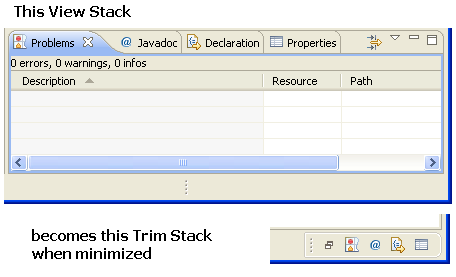 This View Stack
Problems @ Javadoc Declaration Properties
0 errors, 0 warnings, 0 infos
Description Resource Path
becomes this Trim Stack
when minimized
@